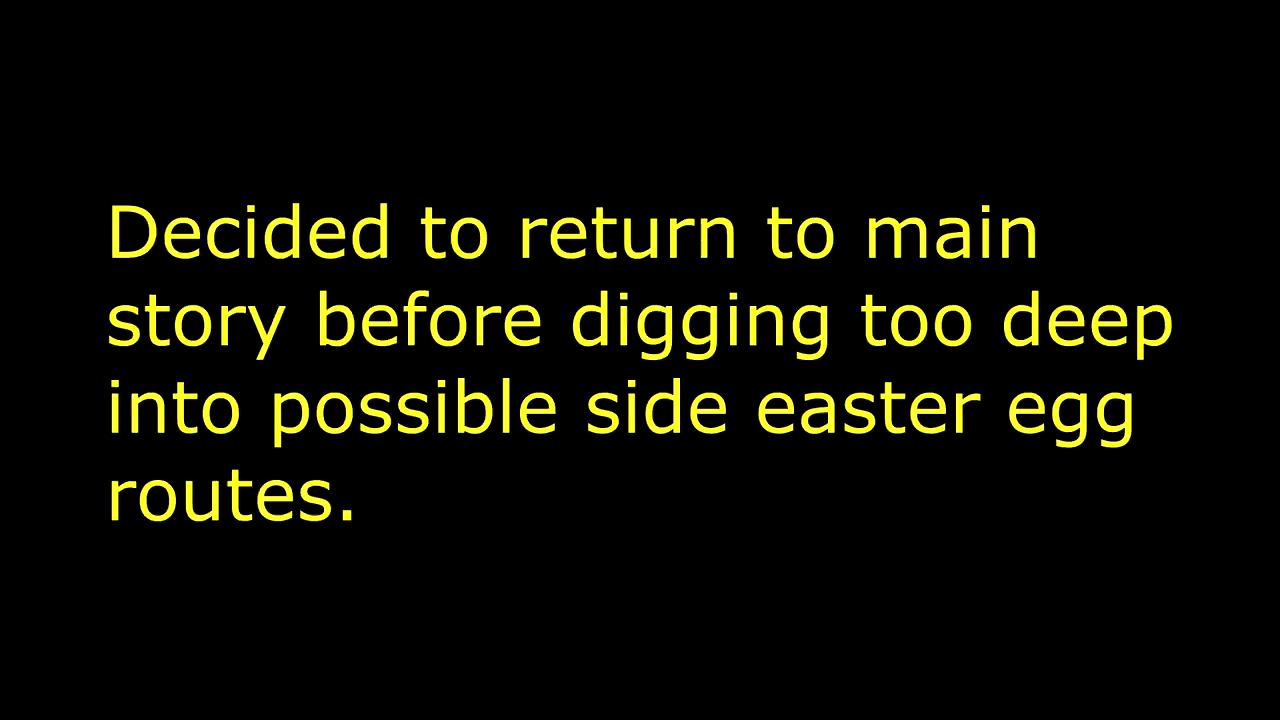 Decided to return to main
story before digging too deep
into possible side easter egg
routes.